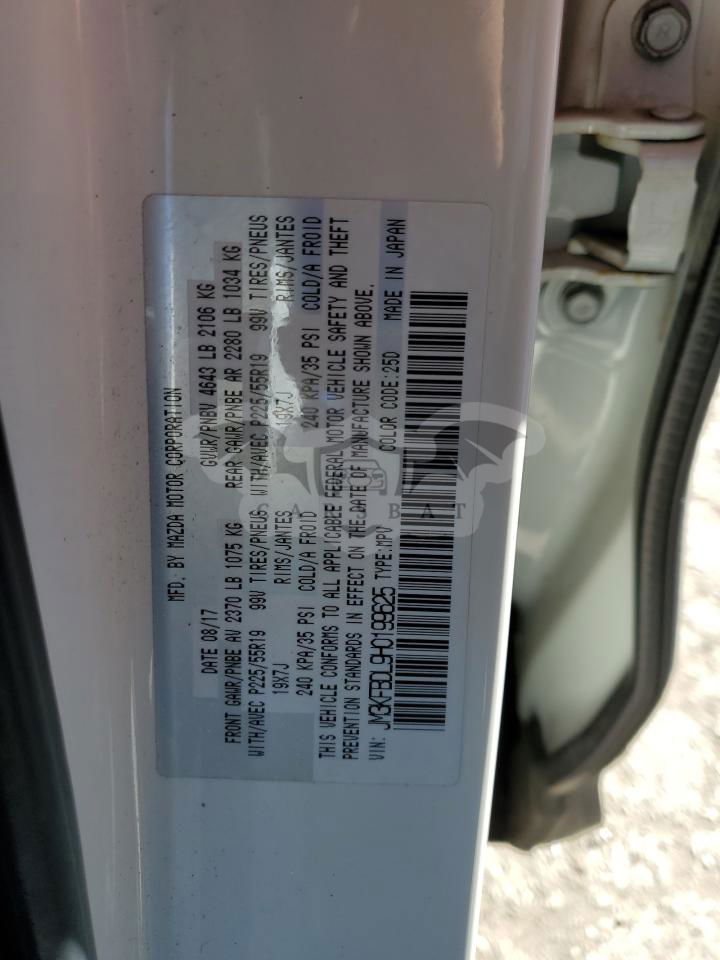 MFD. BY MAZDA MOTOR CORPORATION
DATE 08/17 GVWR/PNBV 4643 LB 2106 KG
FRONT GAWR/PNBE AV 2370 LB 1075 KG REAR GAWR/PNBE AR 2280 LB 1034 KG
WITH/AVEC P225/55R19 99V TIRES/PNEUS WITH/AVEC P225/55R19 99V TIRES/PNEUS
19X7J RIMS/JANTES 19X7J RIMS/JANTES
240 KPA/35 PSI COLD/A FROID 240 KPA/35 PSI COLD/A FROID
THIS VEHICLE CONFORMS TO ALL APPLICABLE FEDERAL MOTOR VEHICLE SAFETY AND THEFT
PREVENTION STANDARDS IN EFFECT ON THE DATE OF MANUFACTURE SHOWN ABOVE.
VIN: JM3KFBDL9H0199625 TYPE:MPV COLOR CODE:25D MADE IN JAPAN